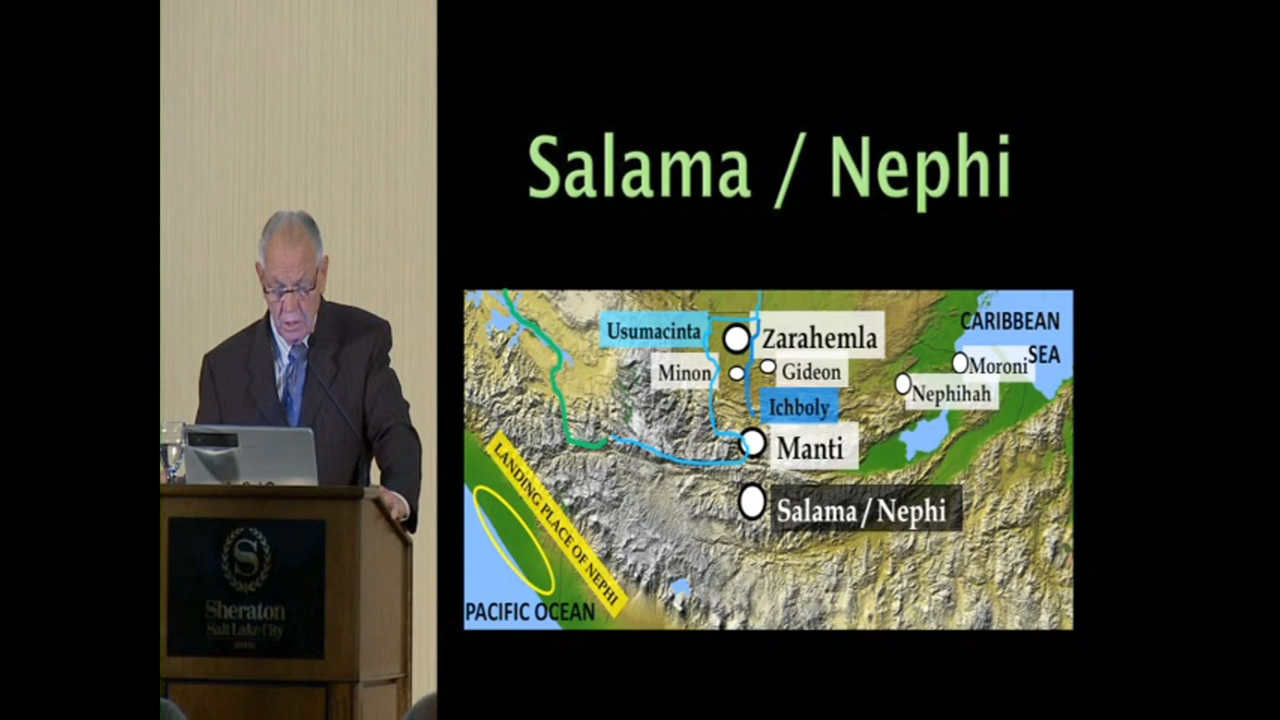 Salama / Nephi
CARIBBEAN
SEA
Usumacinta
Zarahemla
Minon
Gideon
Moroni
Nephihah
Ichboly
Manti
LANDING PLACE OF NEPHI
Salama / Nephi
PACIFIC OCEAN
S
Sheraton
Salt Lake City
HOTEL